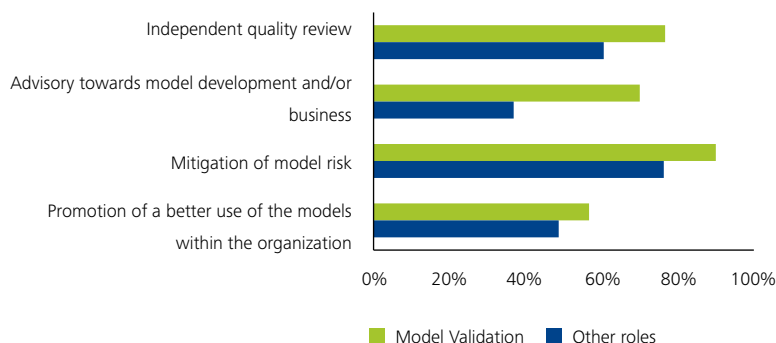 Independent quality review
Advisory towards model development and/or
business
Mitigation of model risk
Promotion of a better use of the models
within the organization
0% 20% 40% 60% 80% 100%
Model Validation Other roles